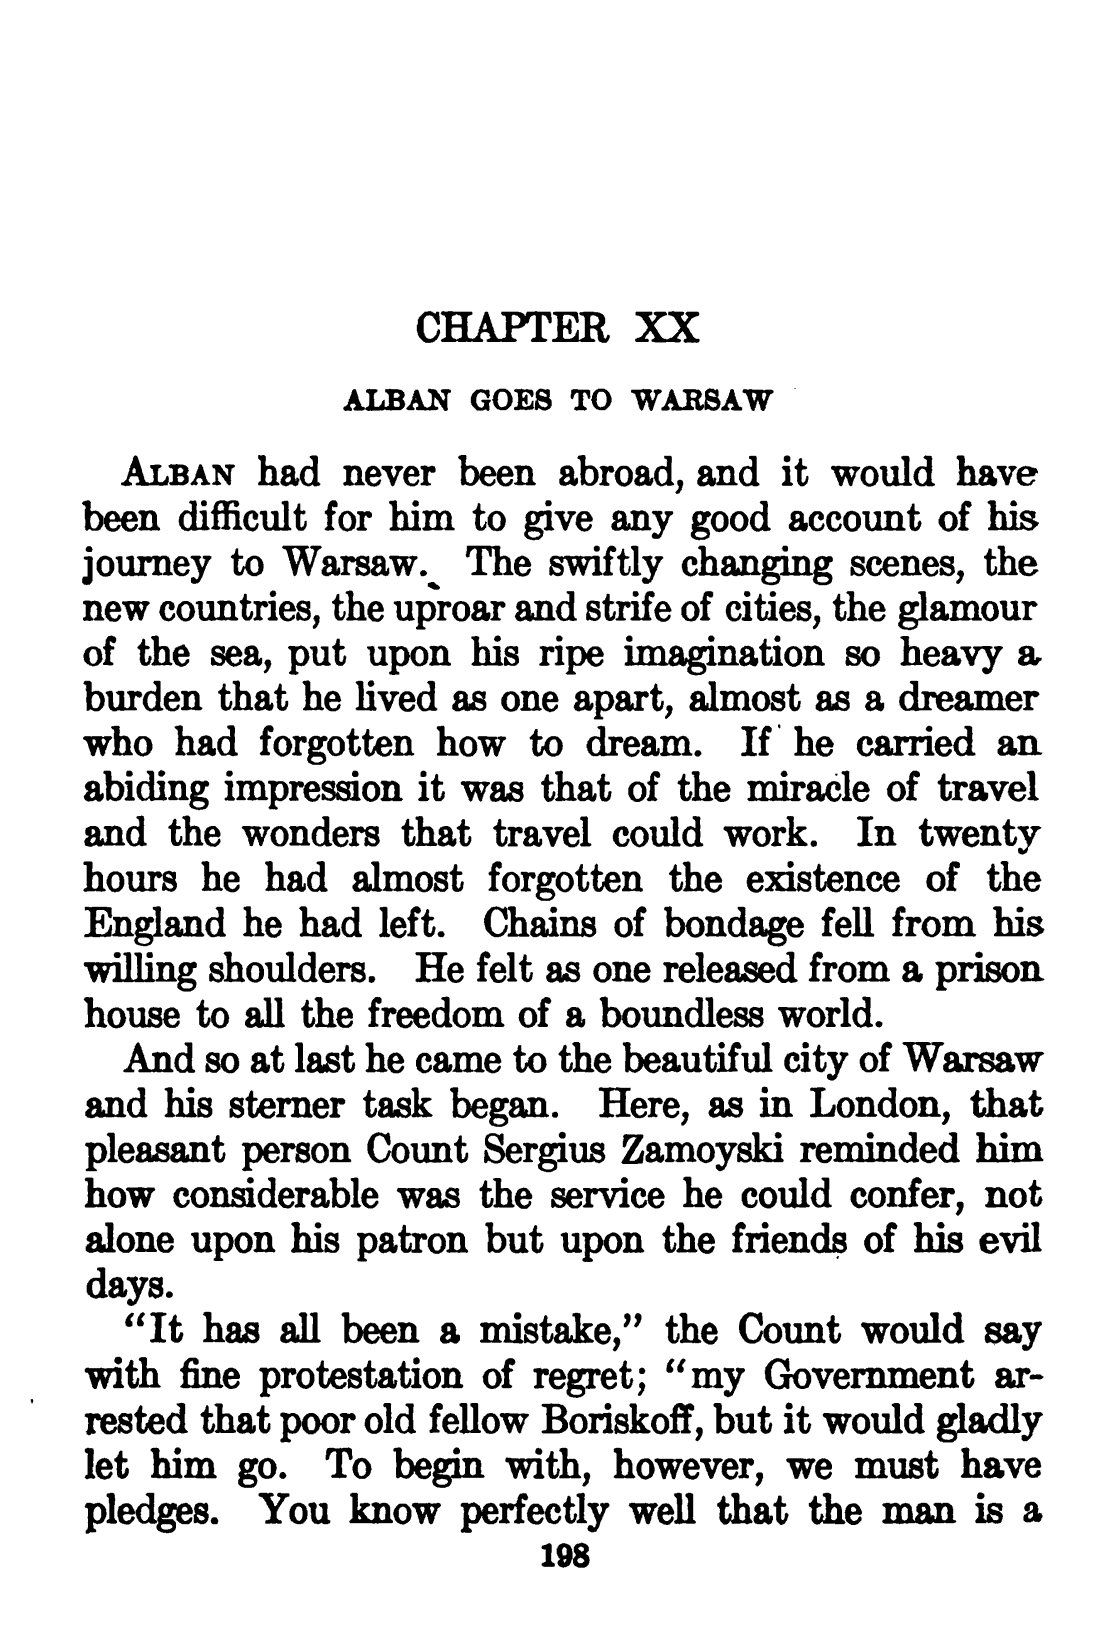 CHAPTER XX
ALBAN GOES TO WARSAW
ALBAN had never been abroad, and it would have
been difficult for him to give any good account of his
journey to Warsaw. The swiftly changing scenes, the
new countries, the uproar and strife of cities, the glamour
of the sea, put upon his ripe imagination so heavy a
burden that he lived as one apart, almost as a dreamer
who had forgotten how to dream. If he carried an
abiding impression it was that of the miracle of travel
and the wonders that travel could work. In twenty
hours he had almost forgotten the existence of the
England he had left. Chains of bondage fell from his
willing shoulders. He felt as one released from a prison
house to all the freedom of a boundless world.
And so at last he came to the beautiful city of Warsaw
and his sterner task began. Here, as in London, that
pleasant person Count Sergius Zamoyski reminded him
how considerable was the service he could confer, not
alone upon his patron but upon the friends of his evil
days.
"It has all been a mistake," the Count would say
with fine protestation of regret; "my Government ar-
rested that poor old fellow Boriskoff, but it would gladly
let him go. To begin with, however, we must have
pledges. You know perfectly well that the man is a
198